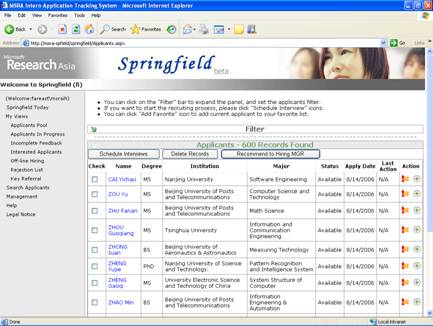 MSRA Intern Application Tracking System - Microsoft Internet Explorer
File Edit View Favorites Tools Help
Back Search Favorites
Address http://msra-spfield/springfield/Applicants.aspx Go Links
Microsoft
Research Asia
Springfield beta
Welcome to Springfield (ß)
(Welcome:fareast\msraih)
Springfield Today
My Views
Applicants Pool
Applicants In Progress
Incomplete Feedback
Interested Applicants
Off-line Hiring
Rejection List
Key Referral
Search Applicants
Management
Help
Legal Notice
You can click on the "Filter" bar to expand the panel, and set the applicants filter.
If you want to start the recruiting process, please click "Schedule Interviews" icon.
You can click "Add Favorite" icon to add current applicant to your favorite list.
Filter
Applicants - 600 Records Found
Schedule Interviews Delete Records Recommend to Hiring MGR
Check Name Degree Institution Major Status Apply Date Last Action Action
CAI Yichao MS Nanjing University Software Engineering Available 8/14/2006 N/A
ZOU Yu MS Beijing University of Posts and Telecommunications Computer Science and Technology Available 8/14/2006 N/A
ZHU Fanan MS Beijing University of Posts and Telecommunications Math Science Available 8/14/2006 N/A
ZHOU Guoqiang MS Tsinghua University Information and Communication Engineering Available 8/14/2006 N/A
ZHONG Juan BS Beijing University of Aeronautics & Astronautics Measuring Technology Available 8/14/2006 N/A
ZHENG Yujie PhD Nanjing University of Science and Technology. Pattern Recognition and Intelligence System Available 8/14/2006 N/A
ZHENG Gaoqi MS University Electronic Science and Technology of China System Structure of Computer Available 8/14/2006 N/A
ZHAO Min BS Beijing University of Posts and Telecommunications Information Engineering & Automation Available 8/14/2006 N/A
Done Local intranet